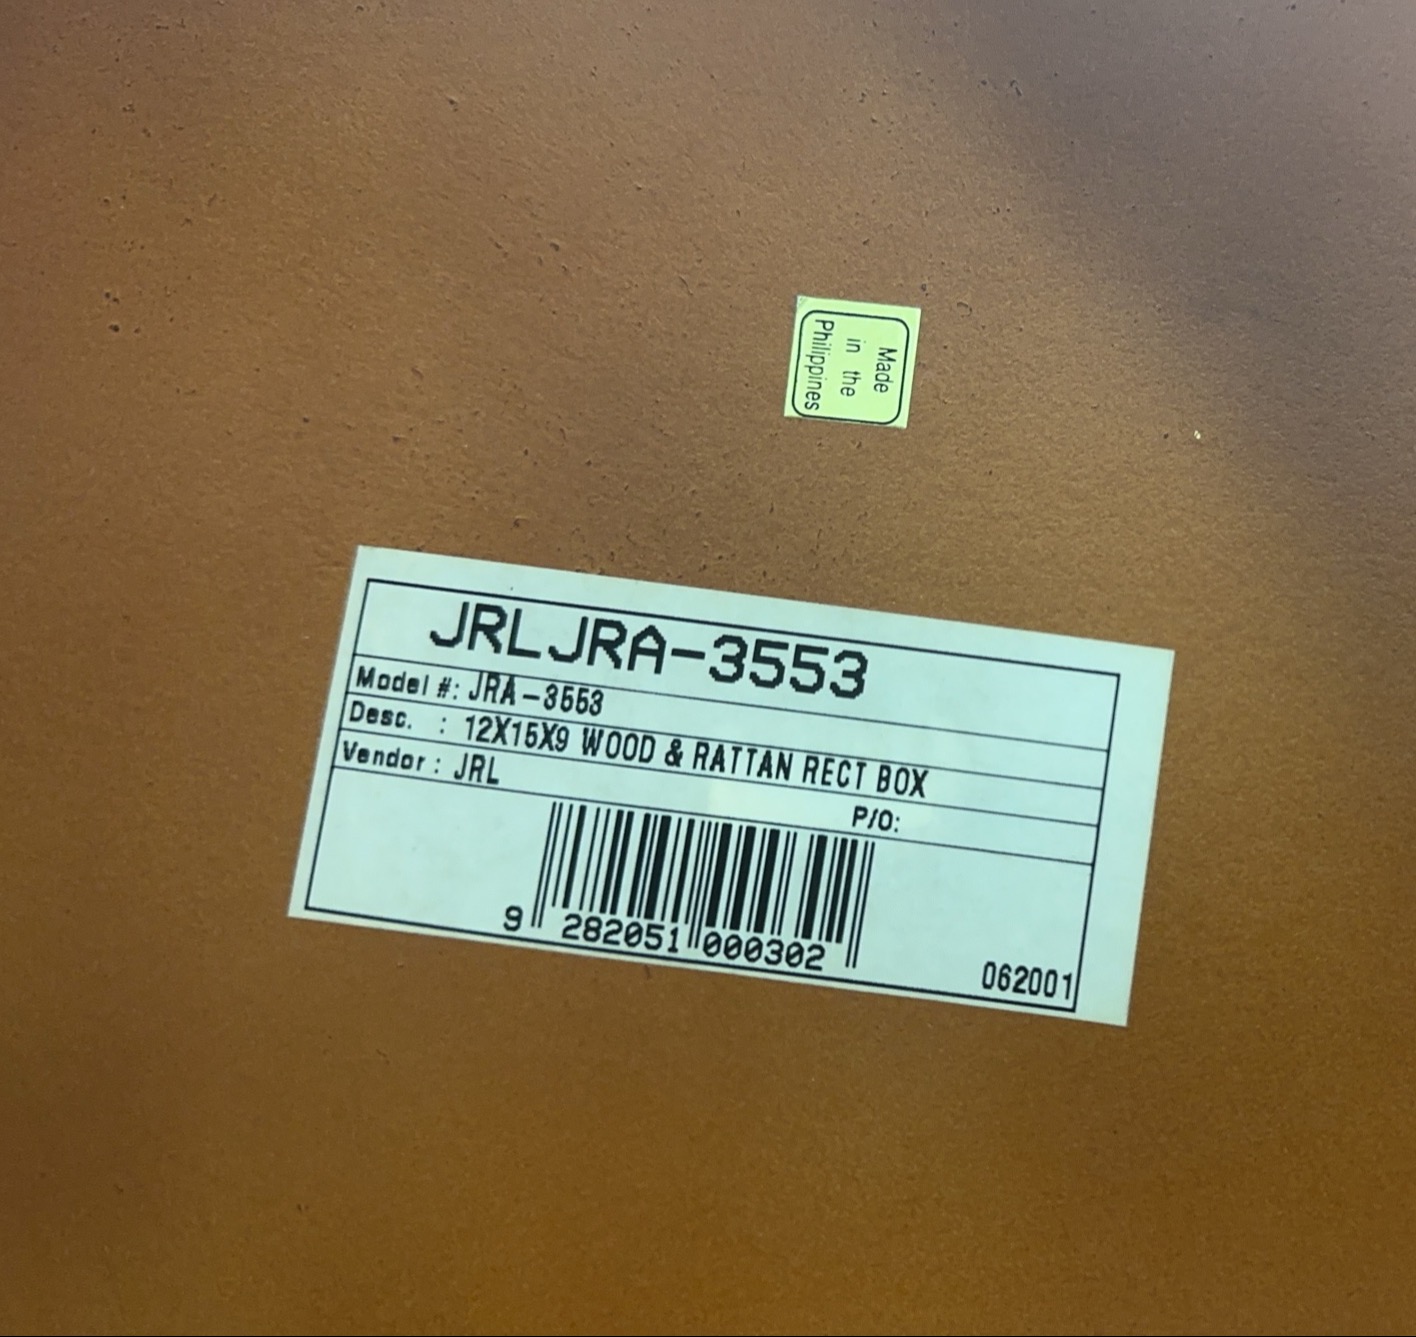 Made
in the
Philippines
JRLJRA-3553
Model #: JRA-3553
Desc. : 12X15X9 WOOD & RATTAN RECT BOX
Vendor : JRL
P/O:
9 282051 000302
062001